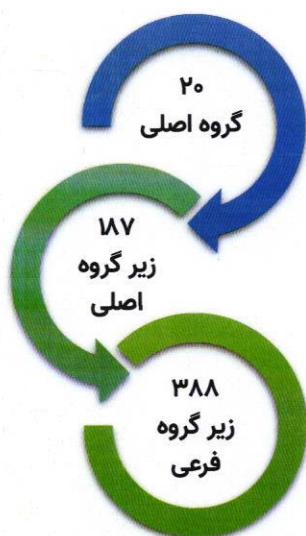 ۲۰
گروه اصلی
۱۸۷
زیر گروه
اصلی
۳۸۸
زیر گروه
فرعی